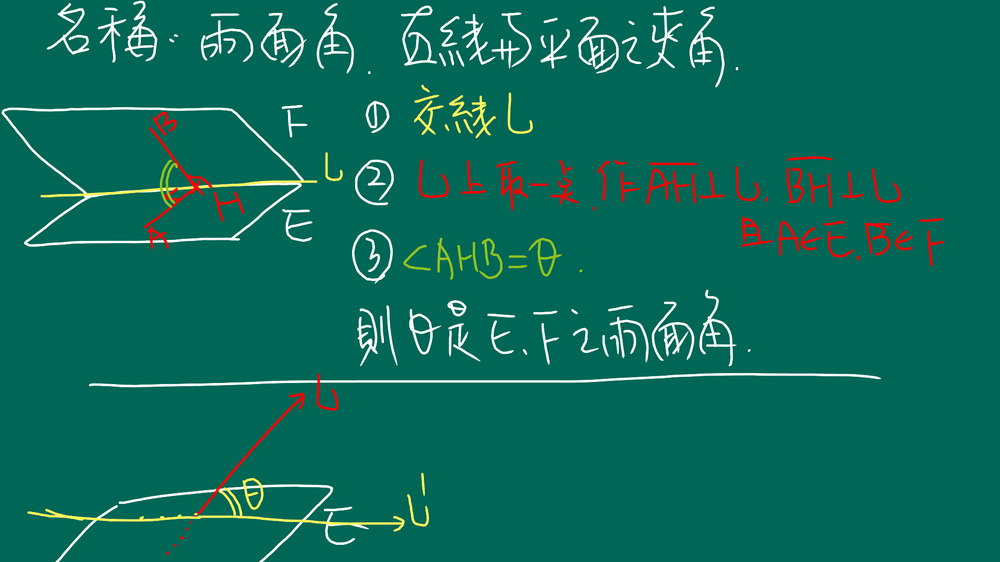 名稱：兩面角、直線與平面之夾角.
F
① 交線L
B
L
② L上取一點、作AH⊥L、BH⊥L
H
E
且A∈E、B∈F
A
③ <AHB=θ.
則θ是E、F之兩面角.
L
θ
L'
E